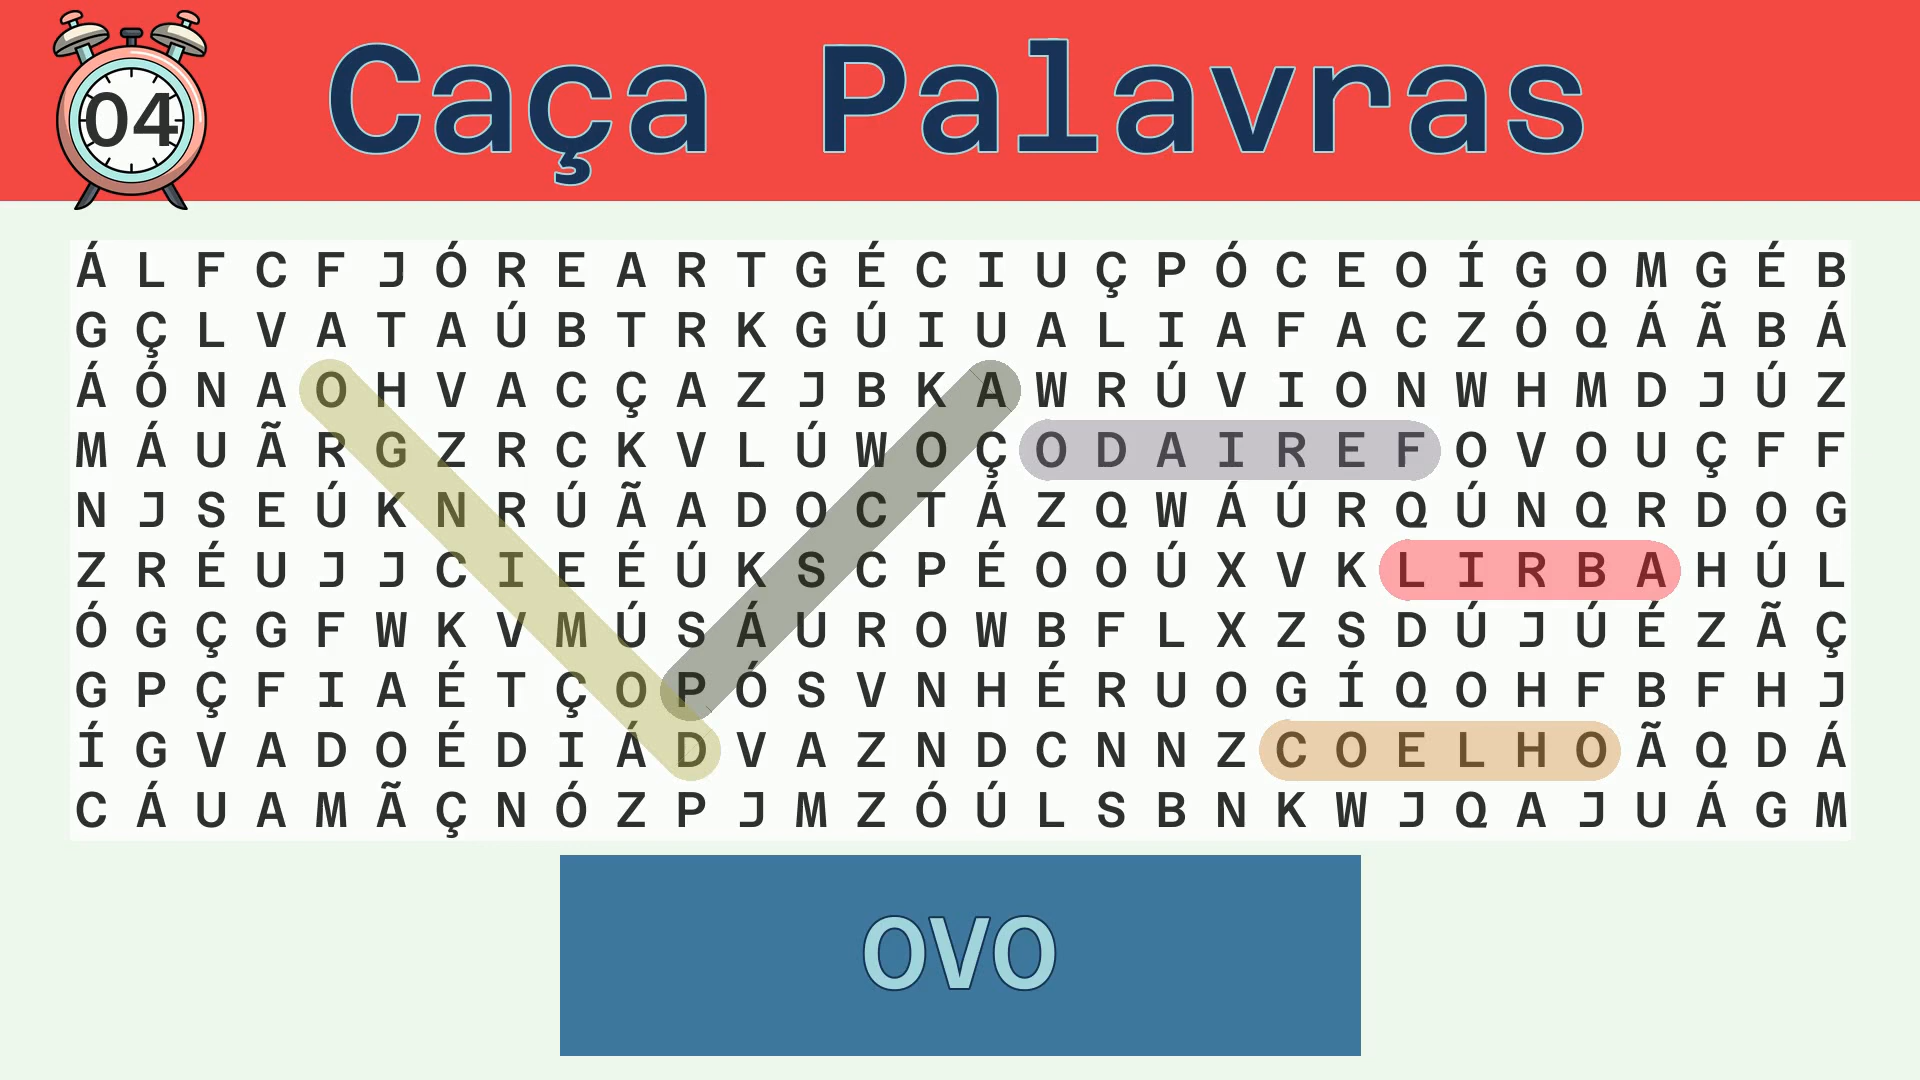 04
Caça Palavras
Á L F C F J Ó R E A R T G É C I U Ç P Ó C E O Í G O M G É B
G Ç L V A T A Ú B T R K G Ú I U A L I A F A C Z Ó Q Á Ã B Á
Á Ó N A O H V A C Ç A Z J B K A W R Ú V I O N W H M D J Ú Z
M Á U Ã R G Z R C K V L Ú W O Ç O D A I R E F O V O U Ç F F
N J S E Ú K N R Ú Ã A D O C T Á Z Q W Á Ú R Q Ú N Q R D O G
Z R É U J J C I E É Ú K S C P É O O Ú X V K L I R B A H Ú L
Ó G Ç G F W K V M Ú S Á U R O W B F L X Z S D Ú J Ú É Z Ã Ç
G P Ç F I A É T Ç O P Ó S V N H É R U O G Í Q O H F B F H J
Í G V A D O É D I Á D V A Z N D C N N Z C O E L H O Ã Q D Á
C Á U A M Ã Ç N Ó Z P J M Z Ó Ú L S B N K W J Q A J U Á G M
OVO